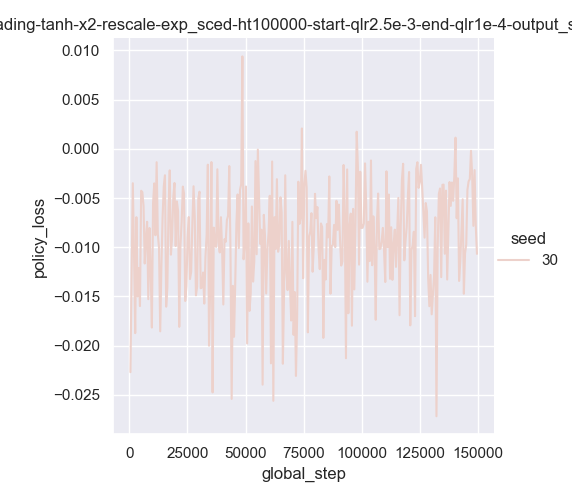 ading-tanh-x2-rescale-exp_sced-ht100000-start-qlr2.5e-3-end-qlr1e-4-output_s
0.010
0.005
0.000
−0.005
−0.010
−0.015
−0.020
−0.025
policy_loss
0 25000 50000 75000 100000 125000 150000
global_step
seed
30